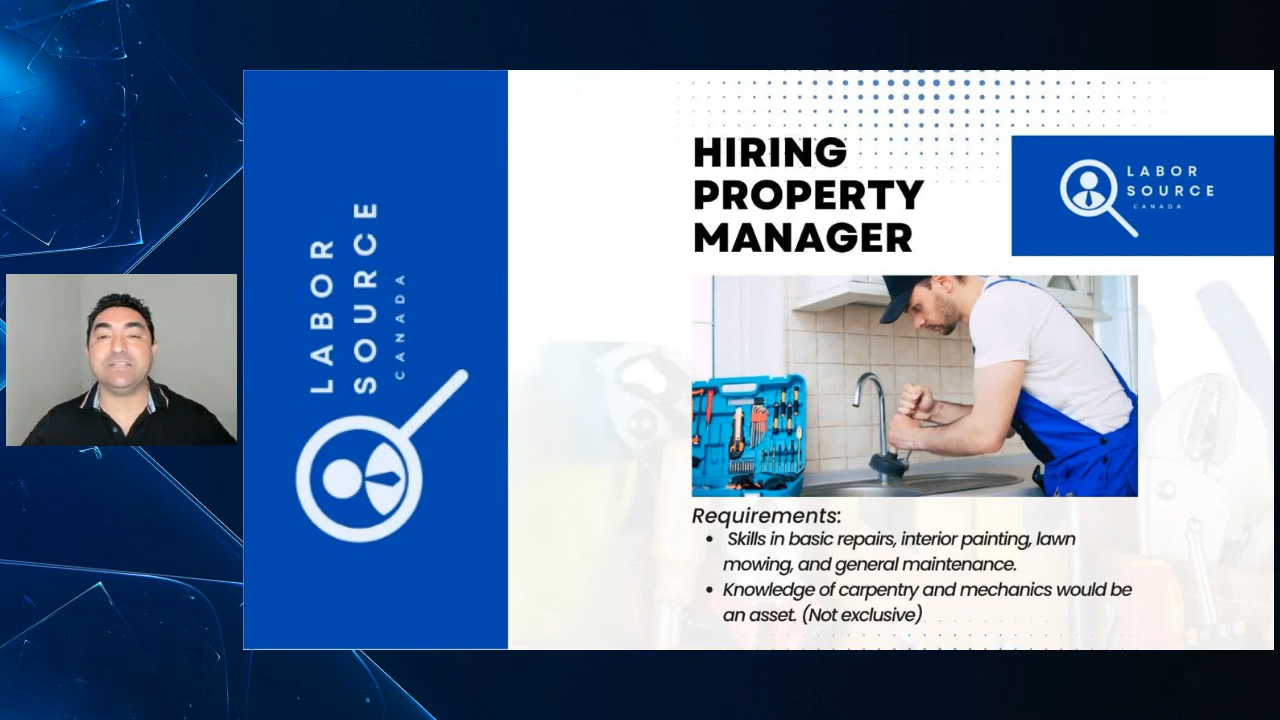 LABOR
SOURCE
CANADA
HIRING
PROPERTY
MANAGER
LABOR
SOURCE
CANADA
Requirements:
• Skills in basic repairs, interior painting, lawn
mowing, and general maintenance.
• Knowledge of carpentry and mechanics would be
an asset. (Not exclusive)